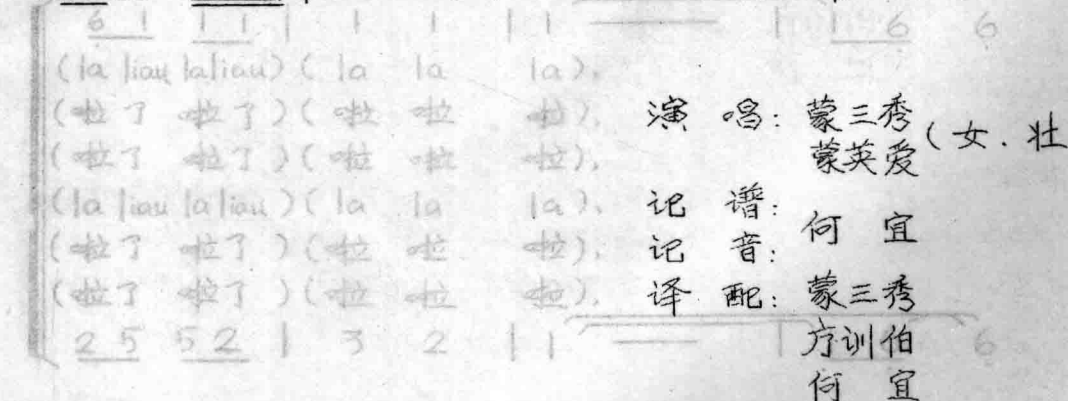 6 1 1 1 | 1 1 | 1 | 1 6 6
(la liau laliau) ( la la la ),
(啦 了 啦 了 ) ( 啦 啦 啦 ),
(啦 了 啦 了 ) ( 啦 啦 啦 ),
(la liau la liau ) ( la la la ),
(啦 了 啦 了 ) ( 啦 啦 啦 ),
(啦 了 啦 了 ) ( 啦 啦 啦 ),
2 5 5 2 | 3 2 | 1 | 6
演 唱: 蒙三秀
蒙英爱 (女.壮
记 谱:
记 音: 何 宜
译 配: 蒙三秀
训伯
何 宜